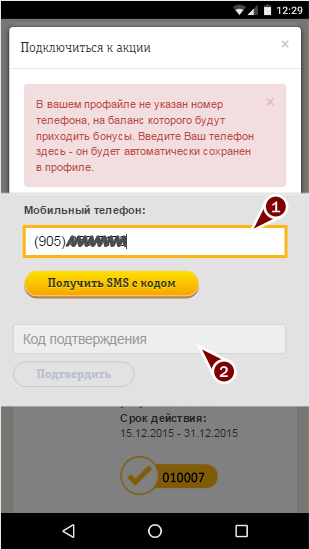 12:29
Подключиться к акции ×
В вашем профайле не указан номер ×
телефона, на баланс которого будут
приходить бонусы. Введите Ваш телефон
здесь - он будет автоматически сохранен
в профиле.
Мобильный телефон:
1
(905)
Получить SMS с кодом
Код подтверждения
2
Подтвердить
Срок действия:
15.12.2015 - 31.12.2015
010007